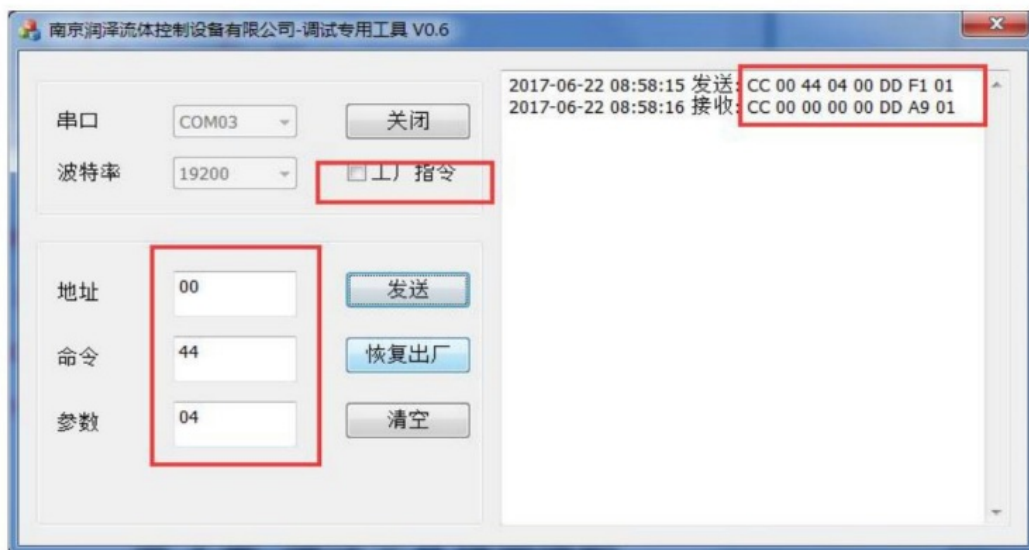 南京润泽流体控制设备有限公司-调试专用工具 V0.6
串口
COM03
关闭
波特率
19200
工厂指令
地址
00
发送
命令
44
恢复出厂
参数
04
清空
2017-06-22 08:58:15 发送: CC 00 44 04 00 DD F1 01
2017-06-22 08:58:16 接收: CC 00 00 00 00 DD A9 01